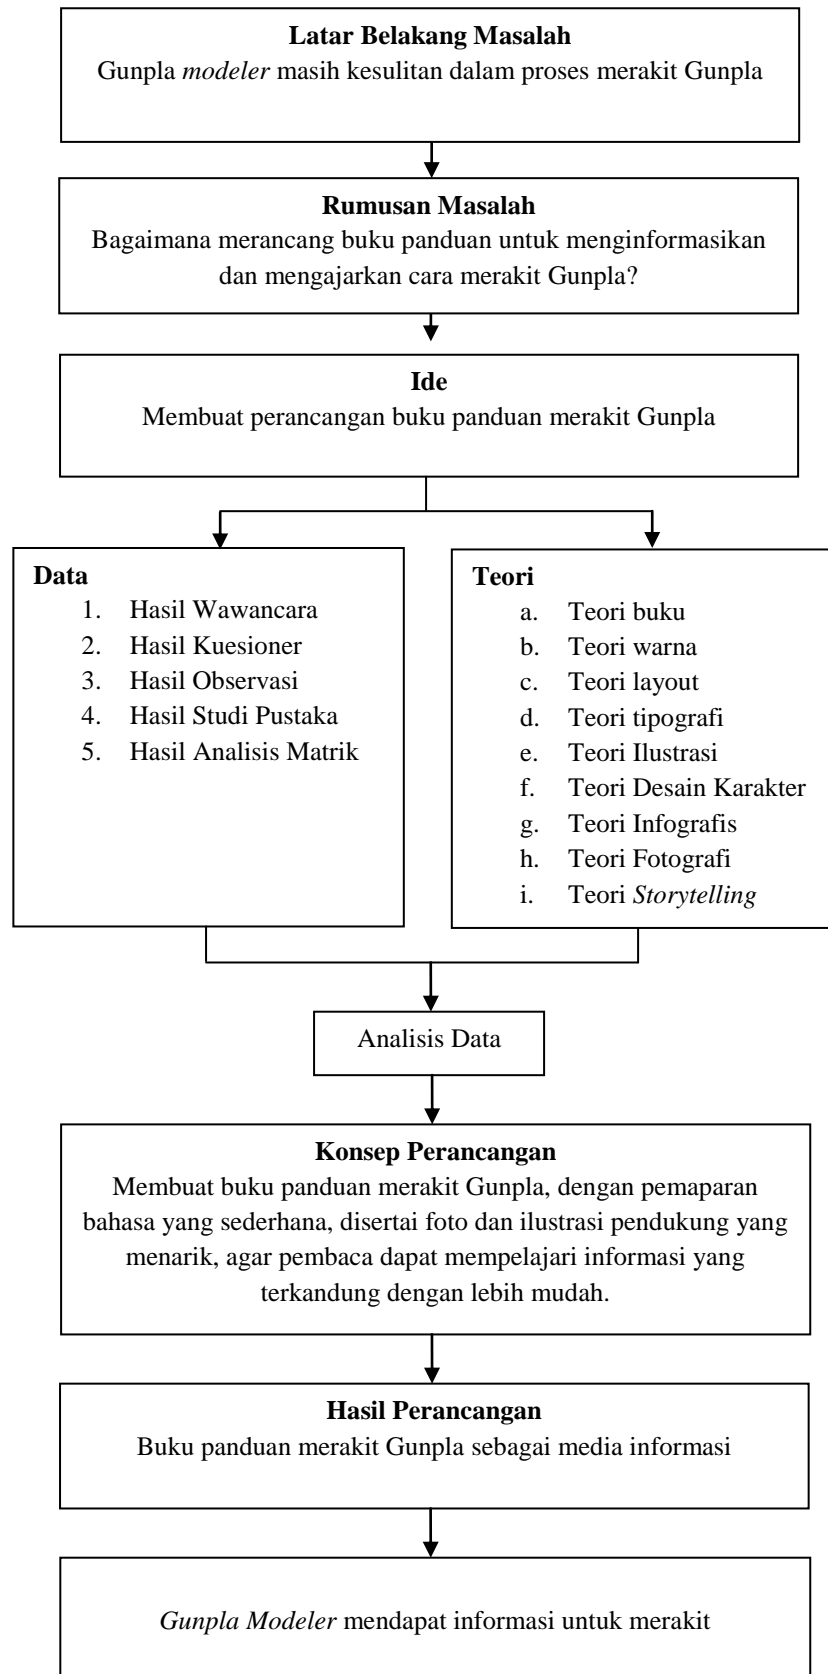 Latar Belakang Masalah
Gunpla modeler masih kesulitan dalam proses merakit Gunpla
Rumusan Masalah
Bagaimana merancang buku panduan untuk menginformasikan
dan mengajarkan cara merakit Gunpla?
Ide
Membuat perancangan buku panduan merakit Gunpla
Data
1. Hasil Wawancara
2. Hasil Kuesioner
3. Hasil Observasi
4. Hasil Studi Pustaka
5. Hasil Analisis Matrik
Teori
a. Teori buku
b. Teori warna
c. Teori layout
d. Teori tipografi
e. Teori Ilustrasi
f. Teori Desain Karakter
g. Teori Infografis
h. Teori Fotografi
i. Teori Storytelling
Analisis Data
Konsep Perancangan
Membuat buku panduan merakit Gunpla, dengan pemaparan
bahasa yang sederhana, disertai foto dan ilustrasi pendukung yang
menarik, agar pembaca dapat mempelajari informasi yang
terkandung dengan lebih mudah.
Hasil Perancangan
Buku panduan merakit Gunpla sebagai media informasi
Gunpla Modeler mendapat informasi untuk merakit